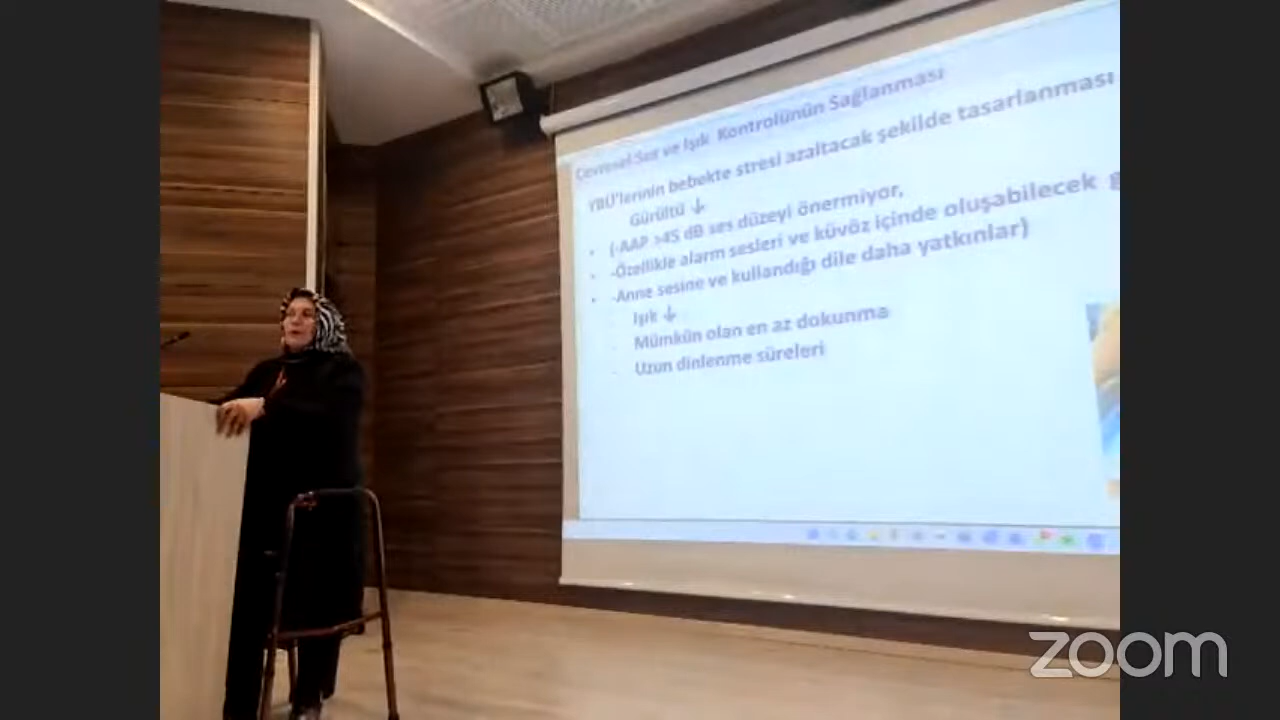 Çevresel Ses ve Işık Kontrolünün Sağlanması
YBÜ'lerinin bebekte stresi azaltacak şekilde tasarlanması
Gürültü ↓
• (-AAP >45 dB ses düzeyi önermiyor,
• -Özellikle alarm sesleri ve küvöz içinde oluşabilecek
• -Anne sesine ve kullandığı dile daha yatkınlar)
- Işık ↓
- Mümkün olan en az dokunma
- Uzun dinlenme süreleri
zoom